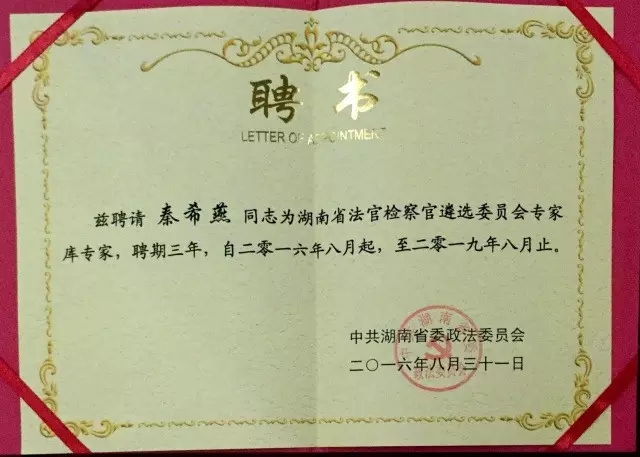 聘书
LETTER OF APPOINTMENT
兹聘请 秦希燕 同志为湖南省法官检察官遴选委员会专家
库专家，聘期三年，自二零一六年八月起，至二零一九年八月止。
中共湖南省委政法委员会
二〇一六年八月三十一日